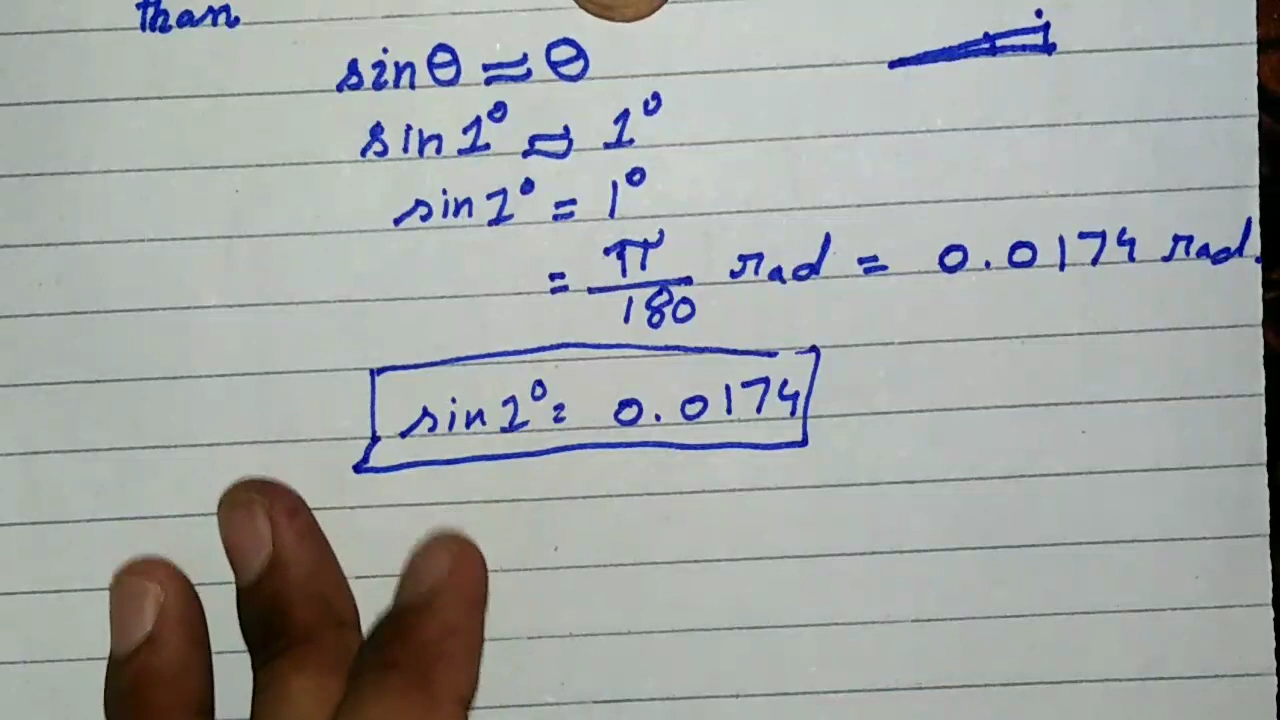 than
sinθ ≈ θ
sin 1° ≈ 1°
sin 1° = 1°
= π/180 rad = 0.0174 rad.
sin 1° = 0.0174